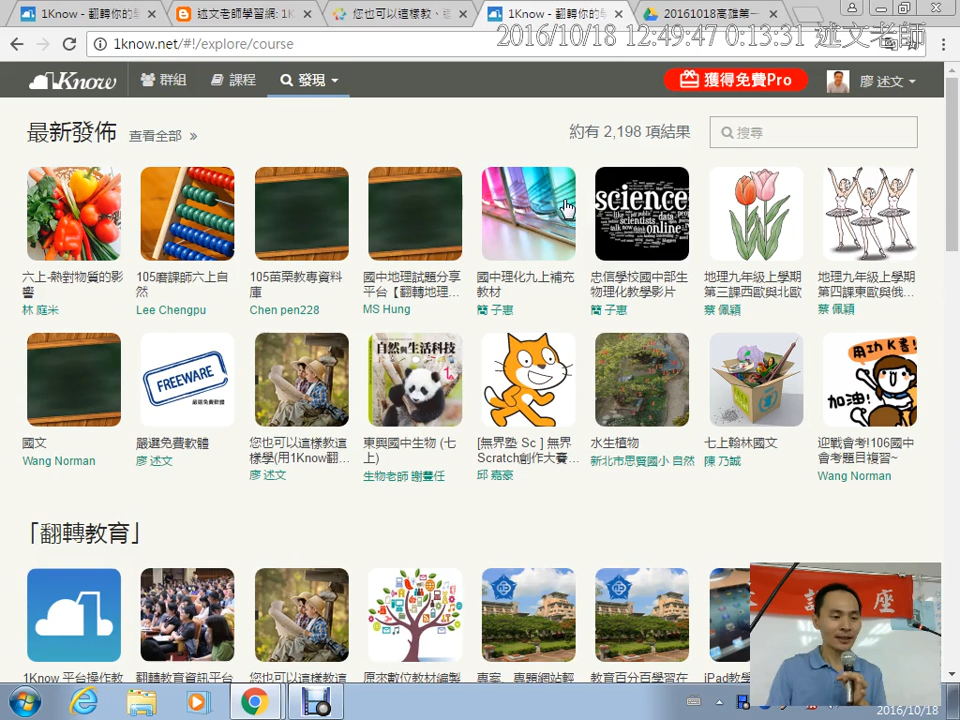 1Know - 翻轉你的學
述文老師學習網: 1K
您也可以這樣教、
1Know - 翻轉你的學
20161018高雄第一
1know.net/#!/explore/course
2016/10/18 12:49:47 0:13:31 述文老師
1Know
群組
課程
發現
獲得免費Pro
廖 述文
最新發佈 查看全部 »
約有 2,198 項結果
搜尋
science
online
六上-熱對物質的影響
林 庭米
105磨課師六上自然
Lee Chengpu
105苗栗教專資料庫
Chen pen228
國中地理試題分享平台【翻轉地理...
MS Hung
國中理化九上補充教材
簡 子惠
忠信學校國中部生物理化教學影片
簡 子惠
地理九年級上學期第三課西歐與北歐
蔡 佩穎
地理九年級上學期第四課東歐與俄...
蔡 佩穎
FREEWARE
嚴選免費軟體
自然與生活科技
用功K書!
加油!
國文
Wang Norman
嚴選免費軟體
廖 述文
您也可以這樣教這樣學(用1Know翻...
廖 述文
東興國中生物 (七上)
生物老師 謝豐任
[無界塾 Sc ] 無界Scratch創作大賽...
邱 嘉豪
水生植物
新北市思賢國小 自然
七上翰林國文
陳 乃誠
迎戰會考!106國中會考題目複習~
Wang Norman
「翻轉教育」
1Know 平台操作教
翻轉教育資訊平台
您也可以這樣教這
原來數位教材編製
專案、專題網站輕
教育百分百學習在
iPad教學
講 座
2016/10/18